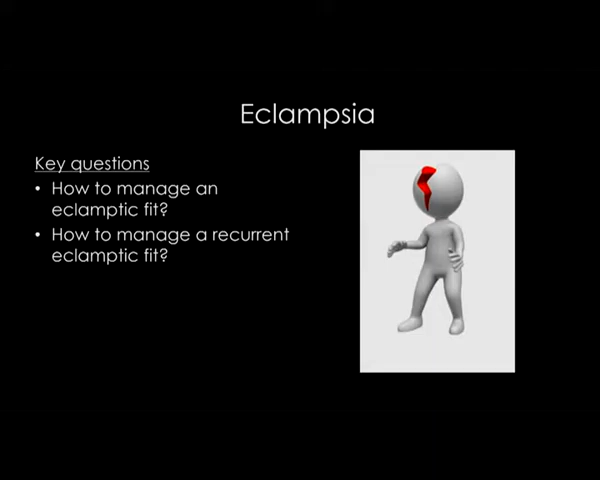 Eclampsia
Key questions
• How to manage an
eclamptic fit?
• How to manage a recurrent
eclamptic fit?